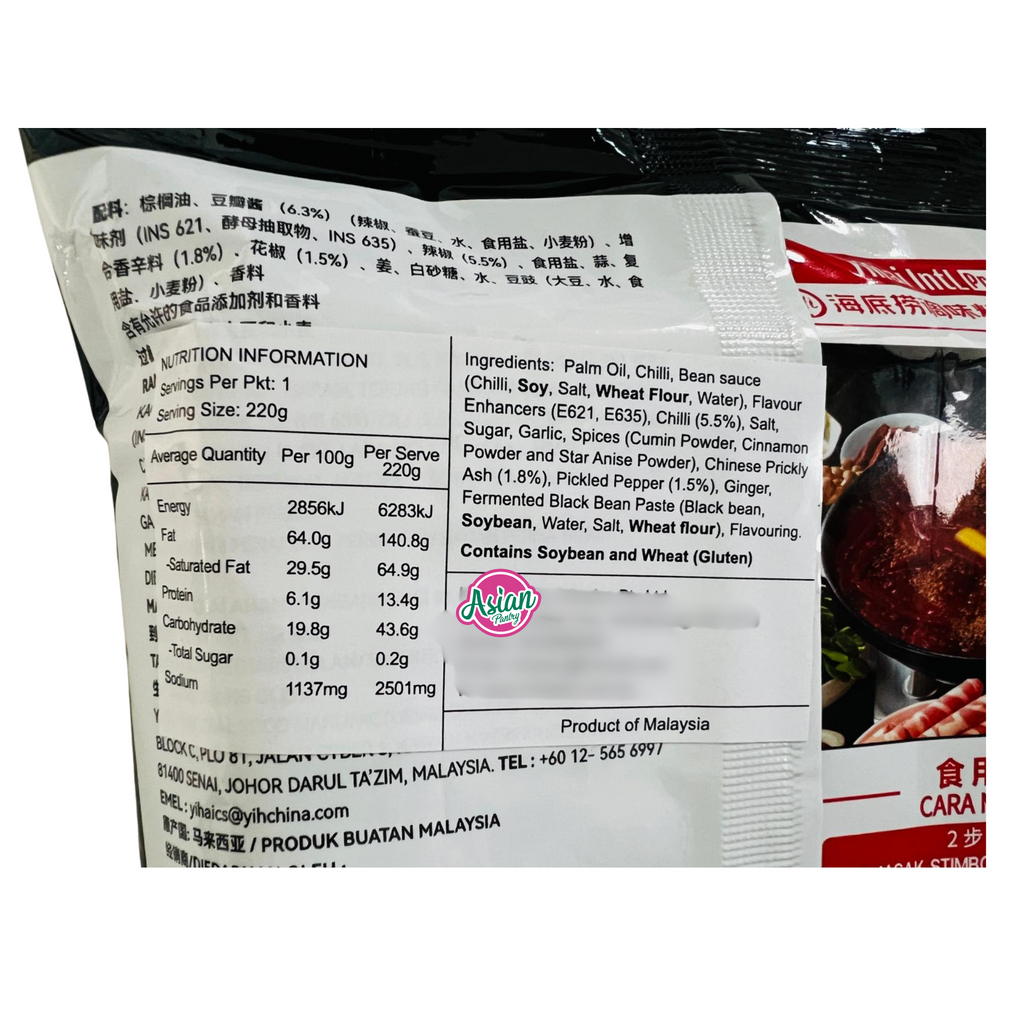 配料：棕榈油、豆瓣酱（6.3%）（辣椒、蚕豆、水、食用盐、小麦粉）、增
味剂（INS 621、酵母抽取物、INS 635）、辣椒（5.5%）、食用盐、蒜、复
合香辛料（1.8%）、花椒（1.5%）、姜、白砂糖、水、豆豉（大豆、水、食
用盐、小麦粉）、香料
含有允许的食品添加剂和香料
NUTRITION INFORMATION
Servings Per Pkt: 1
Serving Size: 220g
Average Quantity Per 100g Per Serve 220g
Energy 2856kJ 6283kJ
Fat 64.0g 140.8g
-Saturated Fat 29.5g 64.9g
Protein 6.1g 13.4g
Carbohydrate 19.8g 43.6g
-Total Sugar 0.1g 0.2g
Sodium 1137mg 2501mg
Ingredients: Palm Oil, Chilli, Bean sauce
(Chilli, Soy, Salt, Wheat Flour, Water), Flavour
Enhancers (E621, E635), Chilli (5.5%), Salt,
Sugar, Garlic, Spices (Cumin Powder, Cinnamon
Powder and Star Anise Powder), Chinese Prickly
Ash (1.8%), Pickled Pepper (1.5%), Ginger,
Fermented Black Bean Paste (Black bean,
Soybean, Water, Salt, Wheat flour), Flavouring.
Contains Soybean and Wheat (Gluten)
Asian
Pantry
Product of Malaysia
BLOCK C, PLO 81, JALAN
81400 SENAI, JOHOR DARUL TA'ZIM, MALAYSIA. TEL : +60 12- 565 6997
EMEL : yihaics@yihchina.com
原产国: 马来西亚 / PRODUK BUATAN MALAYSIA
Yihai Int'l
海底捞调味料
食用
CARA
2 步